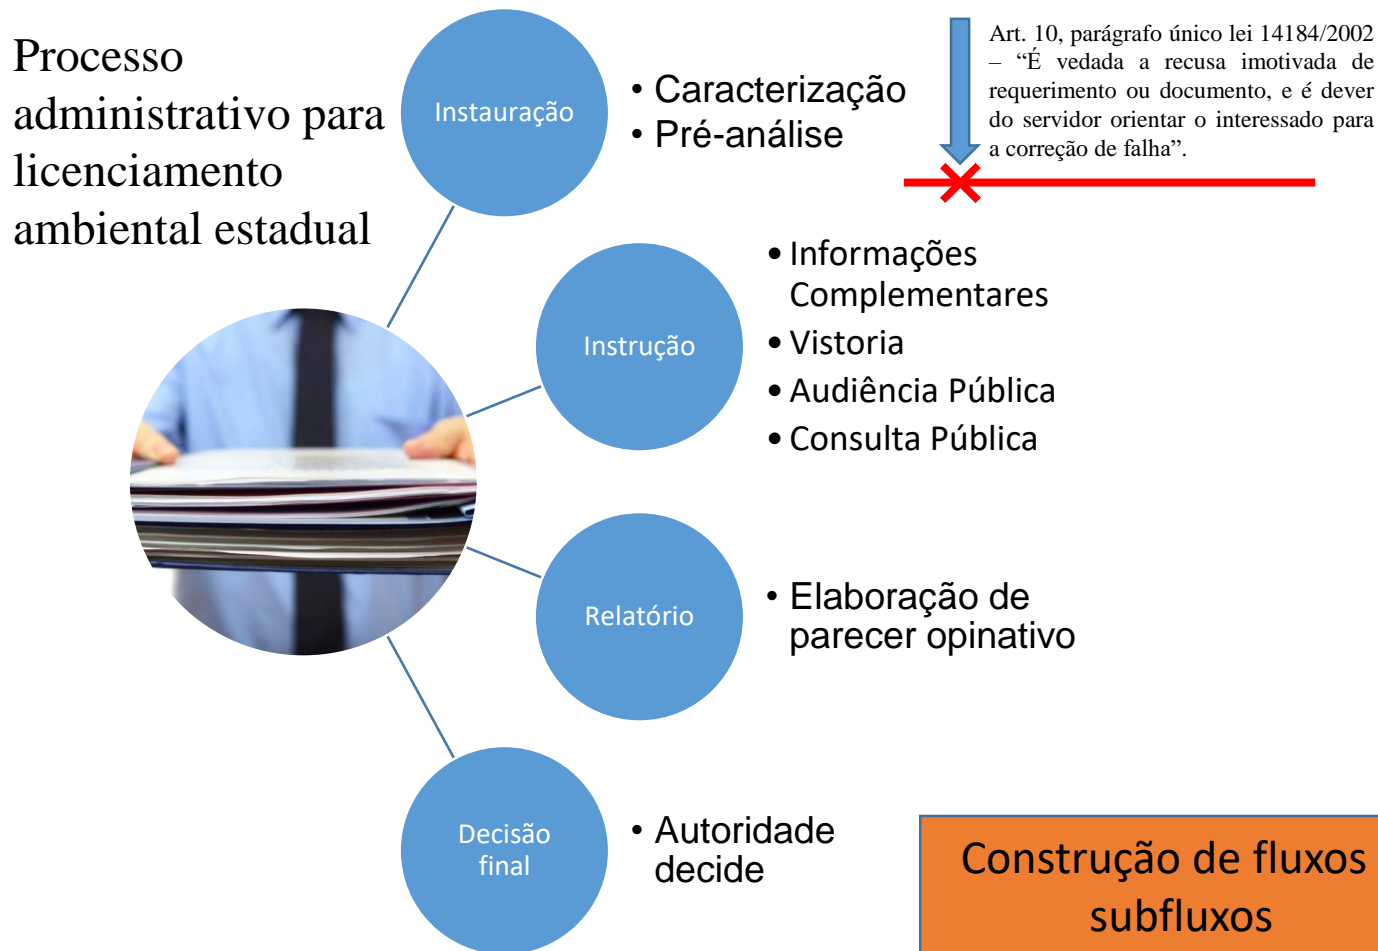 Processo
administrativo para
licenciamento
ambiental estadual
Instauração
• Caracterização
• Pré-análise
Art. 10, parágrafo único lei 14184/2002
– “É vedada a recusa imotivada de
requerimento ou documento, e é dever
do servidor orientar o interessado para
a correção de falha”.
Instrução
• Informações
Complementares
• Vistoria
• Audiência Pública
• Consulta Pública
Relatório
• Elaboração de
parecer opinativo
Decisão
final
• Autoridade
decide
Construção de fluxos
subfluxos